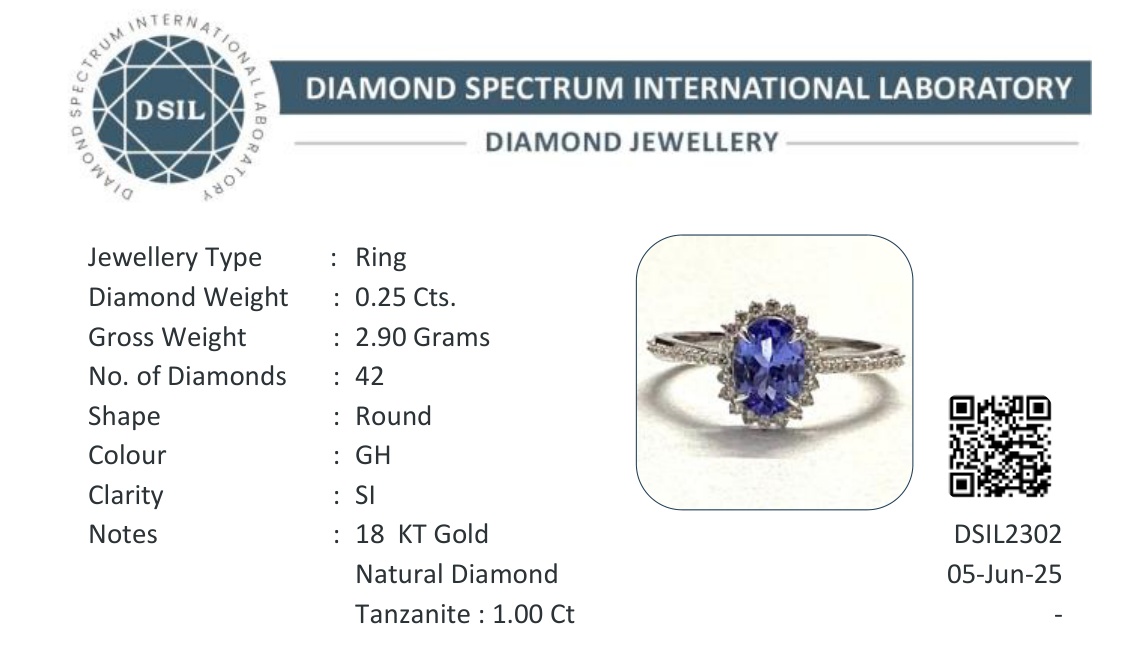 DIAMOND SPECTRUM INTERNATIONAL LABORATORY
DSIL
DIAMOND SPECTRUM INTERNATIONAL LABORATORY
DIAMOND JEWELLERY
Jewellery Type : Ring
Diamond Weight : 0.25 Cts.
Gross Weight : 2.90 Grams
No. of Diamonds : 42
Shape : Round
Colour : GH
Clarity : SI
Notes : 18 KT Gold
Natural Diamond
Tanzanite : 1.00 Ct
DSIL2302
05-Jun-25
-